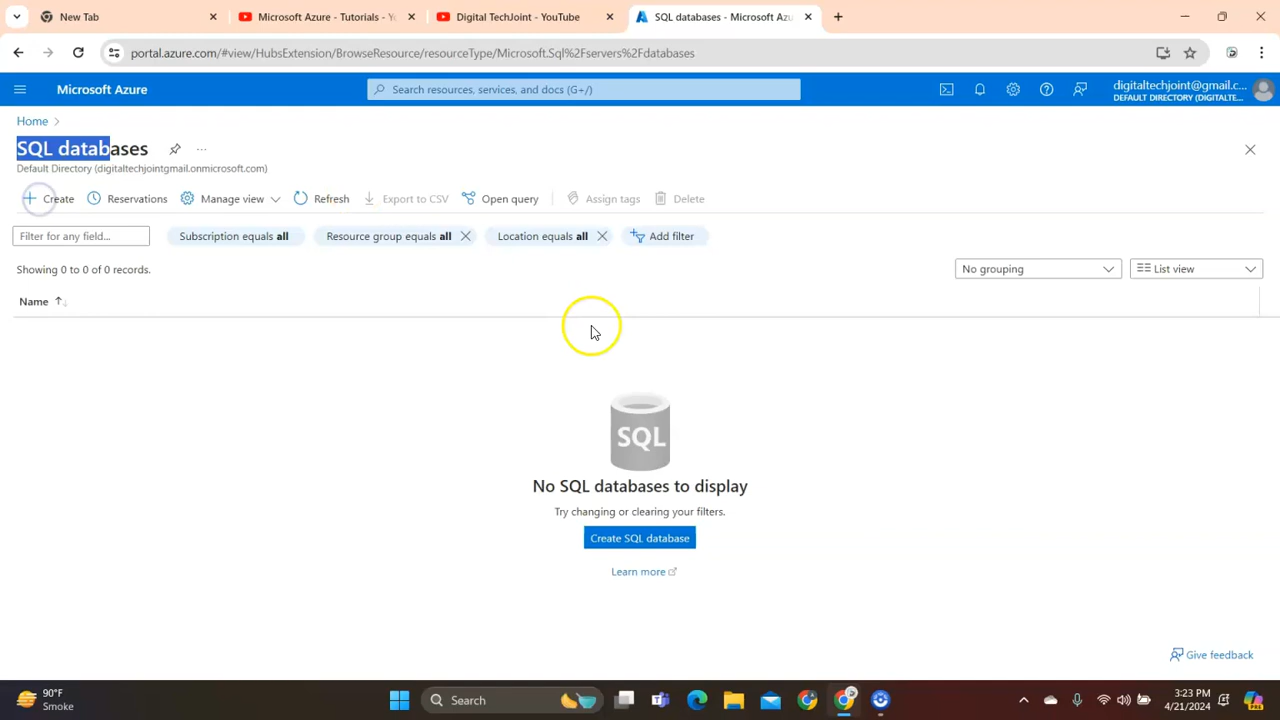 New Tab
Microsoft Azure - Tutorials - Yo
Digital TechJoint - YouTube
SQL databases - Microsoft Azu
portal.azure.com/#view/HubsExtension/BrowseResource/resourceType/Microsoft.Sql%2Fservers%2Fdatabases
Microsoft Azure
Search resources, services, and docs (G+/)
digitaltechjoint@gmail.c...
DEFAULT DIRECTORY (DIGITALTE...
Home
SQL databases
Default Directory (digitaltechjointgmail.onmicrosoft.com)
Create
Reservations
Manage view
Refresh
Export to CSV
Open query
Assign tags
Delete
Filter for any field...
Subscription equals all
Resource group equals all
Location equals all
Add filter
Showing 0 to 0 of 0 records.
No grouping
List view
Name
SQL
No SQL databases to display
Try changing or clearing your filters.
Create SQL database
Learn more
Give feedback
90°F
Smoke
Search
3:23 PM
4/21/2024